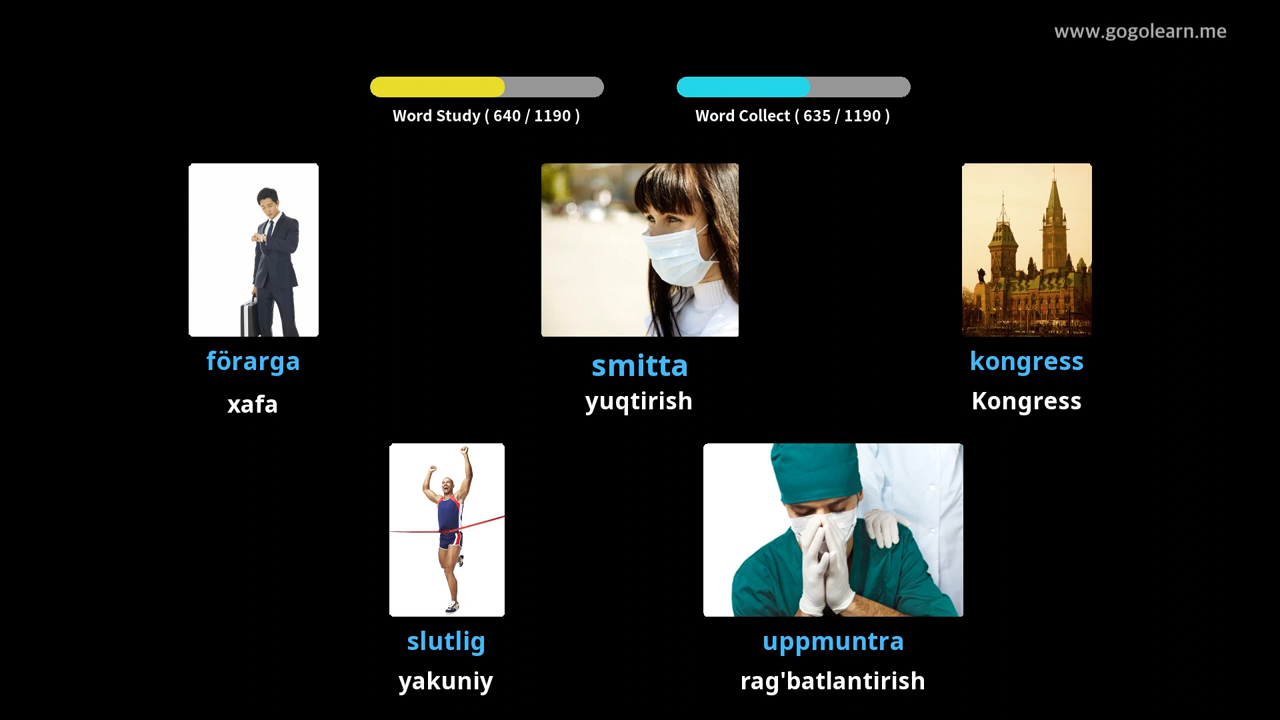 www.gogolearn.me
Word Study ( 640 / 1190 )
Word Collect ( 635 / 1190 )
förarga
xafa
smitta
yuqtirish
kongress
Kongress
slutlig
yakuniy
uppmuntra
rag'batlantirish